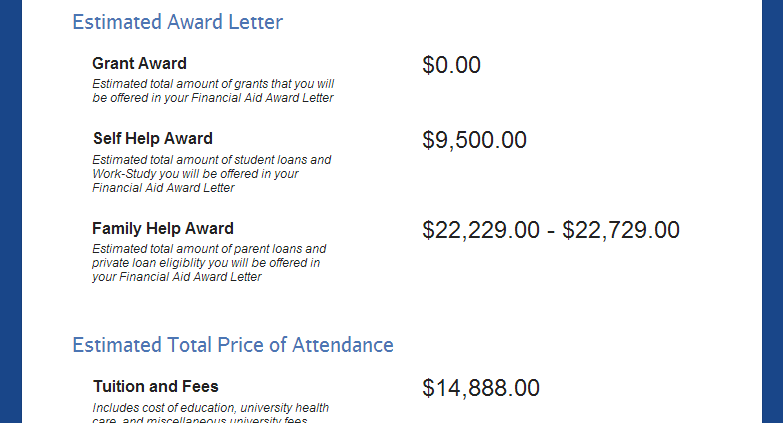 Estimated Award Letter
Grant Award
$0.00
Estimated total amount of grants that you will
be offered in your Financial Aid Award Letter
Self Help Award
$9,500.00
Estimated total amount of student loans and
Work-Study you will be offered in your
Financial Aid Award Letter
Family Help Award
$22,229.00 - $22,729.00
Estimated total amount of parent loans and
private loan eligiblity you will be offered in
your Financial Aid Award Letter
Estimated Total Price of Attendance
Tuition and Fees
$14,888.00
Includes cost of education, university health
care, and miscellaneous university fees